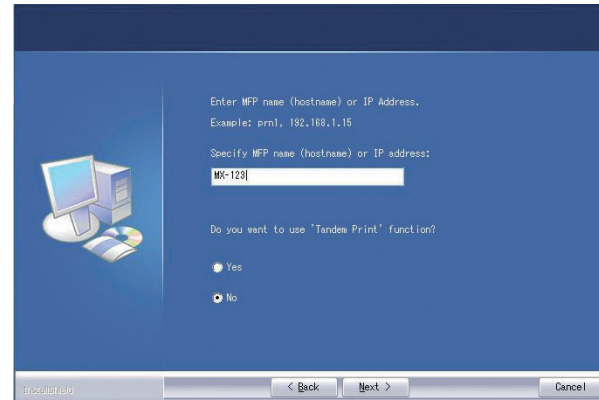 Enter MFP name (hostname) or IP Address.
Example: prn1, 192.168.1.15
Specify MFP name (hostname) or IP address:
MX-123
Do you want to use 'Tandem Print' function?
Yes
No
InstallShield
< Back
Next >
Cancel